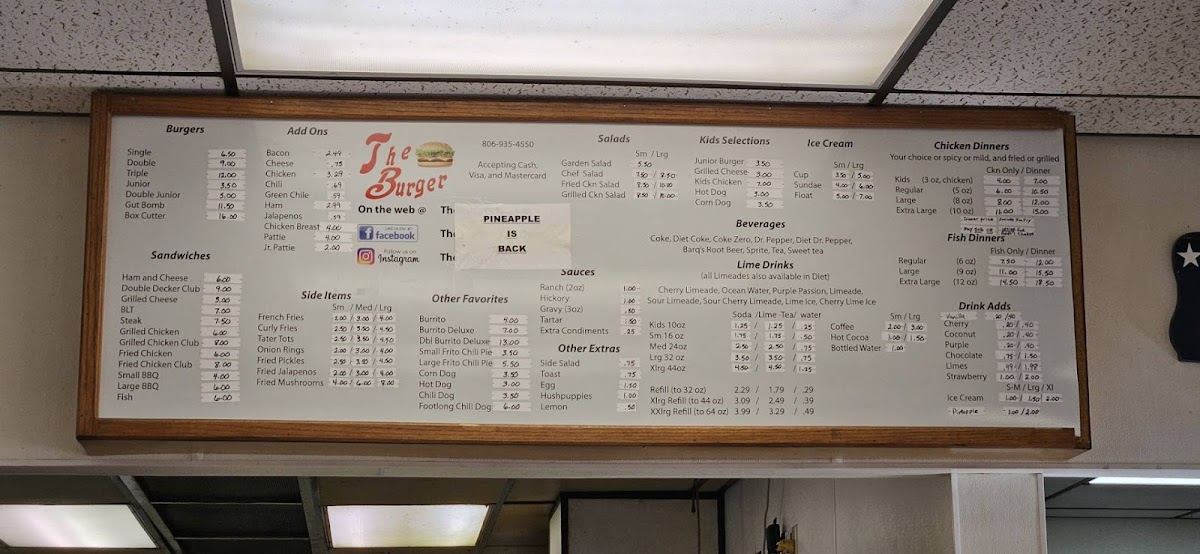 Burgers
Single 6.50
Double 9.00
Triple 12.00
Junior 3.50
Double Junior 5.00
Gut Bomb 11.50
Box Cutter 16.00
Sandwiches
Ham and Cheese 6.00
Double Decker Club 9.00
Grilled Cheese 5.00
BLT 7.00
Steak 7.50
Grilled Chicken 6.00
Grilled Chicken Club 8.00
Fried Chicken 6.00
Fried Chicken Club 8.00
Small BBQ 4.00
Large BBQ 6.00
Fish 6.00
Add Ons
Bacon 2.49
Cheese .75
Chicken 3.29
Chili .69
Green Chile .59
Ham 2.99
Jalapenos .59
Chicken Breast 4.00
Pattie 4.00
Jr. Pattie 2.00
Side Items
Sm / Med / Lrg
French Fries 2.00 / 3.00 / 4.00
Curly Fries 2.50 / 3.50 / 4.50
Tater Tots 2.50 / 3.50 / 4.50
Onion Rings 2.00 / 3.00 / 4.00
Fried Pickles 2.50 / 3.50 / 4.50
Fried Jalapenos 2.00 / 3.00 / 4.00
Fried Mushrooms 4.00 / 6.00 / 8.00
The
Burger
806-935-4550
Accepting Cash,
Visa, and Mastercard
On the web @ The
facebook The
Follow us on
Instagram The
PINEAPPLE
IS
BACK
Other Favorites
Burrito 4.00
Burrito Deluxe 7.00
Dbl Burrito Deluxe 13.00
Small Frito Chili Pie 3.50
Large Frito Chili Pie 5.50
Corn Dog 3.50
Hot Dog 3.00
Chili Dog 3.50
Footlong Chili Dog 6.00
Salads
Sm / Lrg
Garden Salad 5.50
Chef Salad 7.50 / 8.50
Fried Ckn Salad 8.50 / 10.00
Grilled Ckn Salad 8.50 / 10.00
Sauces
Ranch (2oz) 1.00
Hickory 1.00
Gravy (3oz) .50
Tartar 1.50
Extra Condiments .25
Other Extras
Side Salad .75
Toast .75
Egg 1.50
Hushpuppies 1.00
Lemon .50
Kids Selections
Junior Burger 3.50
Grilled Cheese 3.00
Kids Chicken 7.00
Hot Dog 3.00
Corn Dog 3.50
Ice Cream
Sm / Lrg
Cup 3.50 / 5.00
Sundae 4.00 / 6.00
Float 5.00 / 7.00
Beverages
Coke, Diet Coke, Coke Zero, Dr. Pepper, Diet Dr. Pepper,
Barq's Root Beer, Sprite, Tea, Sweet tea
Lime Drinks
(all Limeades also available in Diet)
Cherry Limeade, Ocean Water, Purple Passion, Limeade,
Sour Limeade, Sour Cherry Limeade, Lime Ice, Cherry Lime Ice
Soda / Lime -Tea / water
Kids 10oz 1.25 / 1.25 / .25
Sm 16 oz 1.75 / 1.75 / .50
Med 24oz 2.50 / 2.50 / .75
Lrg 32 oz 3.50 / 3.50 / .75
Xlrg 44oz 4.50 / 4.50 / 1.25
Refill (to 32 oz) 2.29 / 1.79 / .29
Xlrg Refill (to 44 oz) 3.09 / 2.49 / .39
XXlrg Refill (to 64 oz) 3.99 / 3.29 / .49
Sm / Lrg
Coffee 2.00 / 3.00
Hot Cocoa 1.00 / 1.50
Bottled Water 1.00
Chicken Dinners
Your choice or spicy or mild, and fried or grilled
Ckn Only / Dinner
Kids (3 oz, chicken) 4.00 7.00
Regular (5 oz) 6.00 10.50
Large (8 oz) 8.00 12.00
Extra Large (10 oz) 12.00 15.00
Fish Dinners
Fish Only / Dinner
Regular (6 oz) 7.50 12.00
Large (9 oz) 11.00 15.50
Extra Large (12 oz) 14.50 18.50
Drink Adds
Vanilla .20 / .40
Cherry .20 / .40
Coconut .20 / .40
Purple .20 / .40
Chocolate .75 / 1.50
Limes .99 / 1.98
Strawberry 1.00 / 2.00
S-M / Lrg / Xl
Ice Cream 1.00 / 1.50 / 2.00
Pineapple 1.00 / 2.00